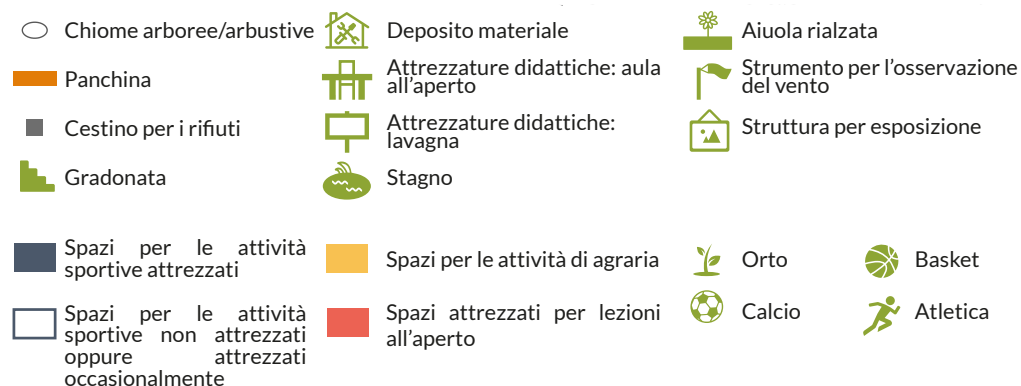 Chiome arboree/arbustive
Panchina
Cestino per i rifiuti
Gradonata
Deposito materiale
Attrezzature didattiche: aula
all'aperto
Attrezzature didattiche:
lavagna
Stagno
Aiuola rialzata
Strumento per l'osservazione
del vento
Struttura per esposizione
Spazi per le attività
sportive attrezzati
Spazi per le attività
sportive non attrezzati
oppure attrezzati
occasionalmente
Spazi per le attività di agraria
Spazi attrezzati per lezioni
all'aperto
Orto
Calcio
Basket
Atletica